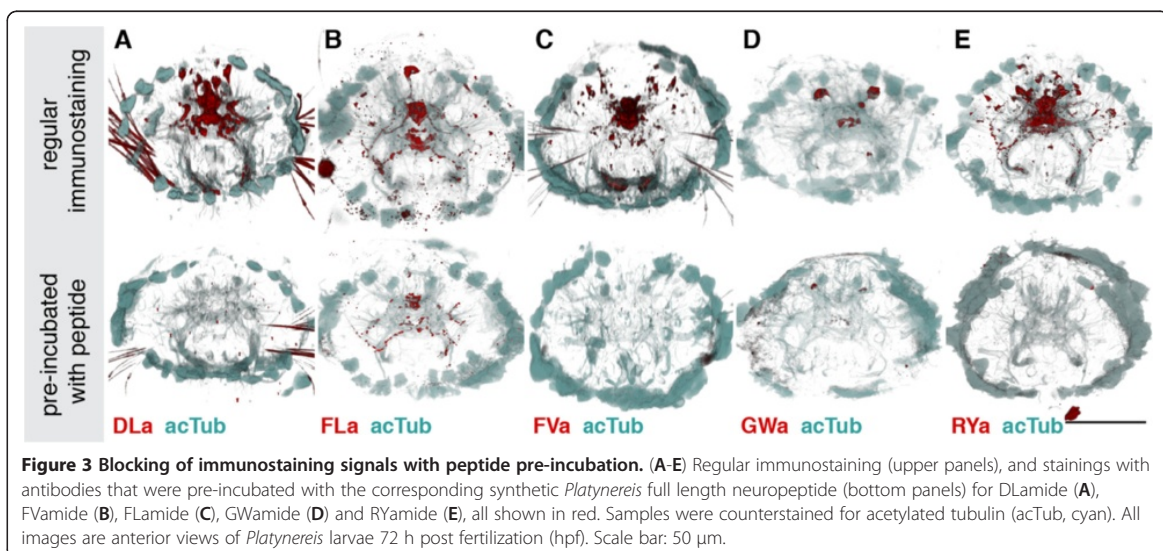 A B C D E
regular
immunostaining
pre-incubated
with peptide
DLa acTub FLa acTub FVa acTub GWa acTub RYa acTub
Figure 3 Blocking of immunostaining signals with peptide pre-incubation. (A-E) Regular immunostaining (upper panels), and stainings with
antibodies that were pre-incubated with the corresponding synthetic Platynereis full length neuropeptide (bottom panels) for DLamide (A),
FVamide (B), FLamide (C), GWamide (D) and RYamide (E), all shown in red. Samples were counterstained for acetylated tubulin (acTub, cyan). All
images are anterior views of Platynereis larvae 72 h post fertilization (hpf). Scale bar: 50 μm.